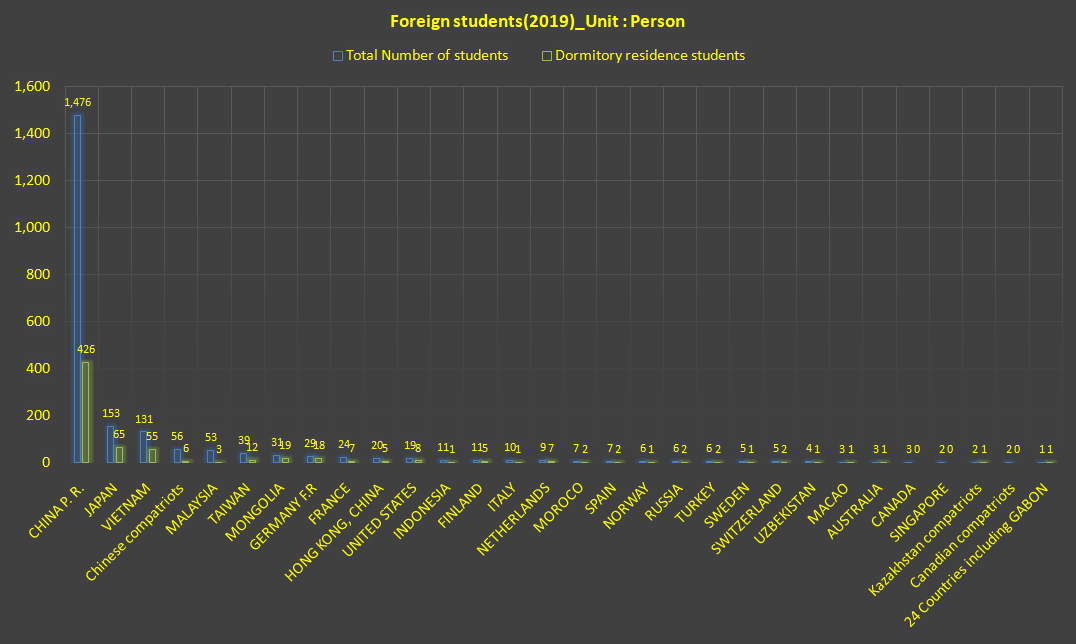 Foreign students(2019)_Unit : Person
Total Number of students
Dormitory residence students
1,600
1,400
1,200
1,000
800
600
400
200
0
1,476
426
153
65
131
55
56
6
53
3
39
12
31
19
29
18
24
7
20
5
19
8
11
1
11
5
10
1
9
7
7
2
7
2
6
1
6
2
6
2
5
1
5
2
4
1
3
1
3
1
3
0
2
0
2
1
2
0
1
1
CHINA P. R.
JAPAN
VIETNAM
Chinese compatriots
MALAYSIA
TAIWAN
MONGOLIA
GERMANY F.R
FRANCE
HONG KONG, CHINA
UNITED STATES
INDONESIA
FINLAND
ITALY
NETHERLANDS
MOROCO
SPAIN
NORWAY
RUSSIA
TURKEY
SWEDEN
SWITZERLAND
UZBEKISTAN
MACAO
AUSTRALIA
CANADA
SINGAPORE
Kazakhstan compatriots
Canadian compatriots
24 Countries including GABON